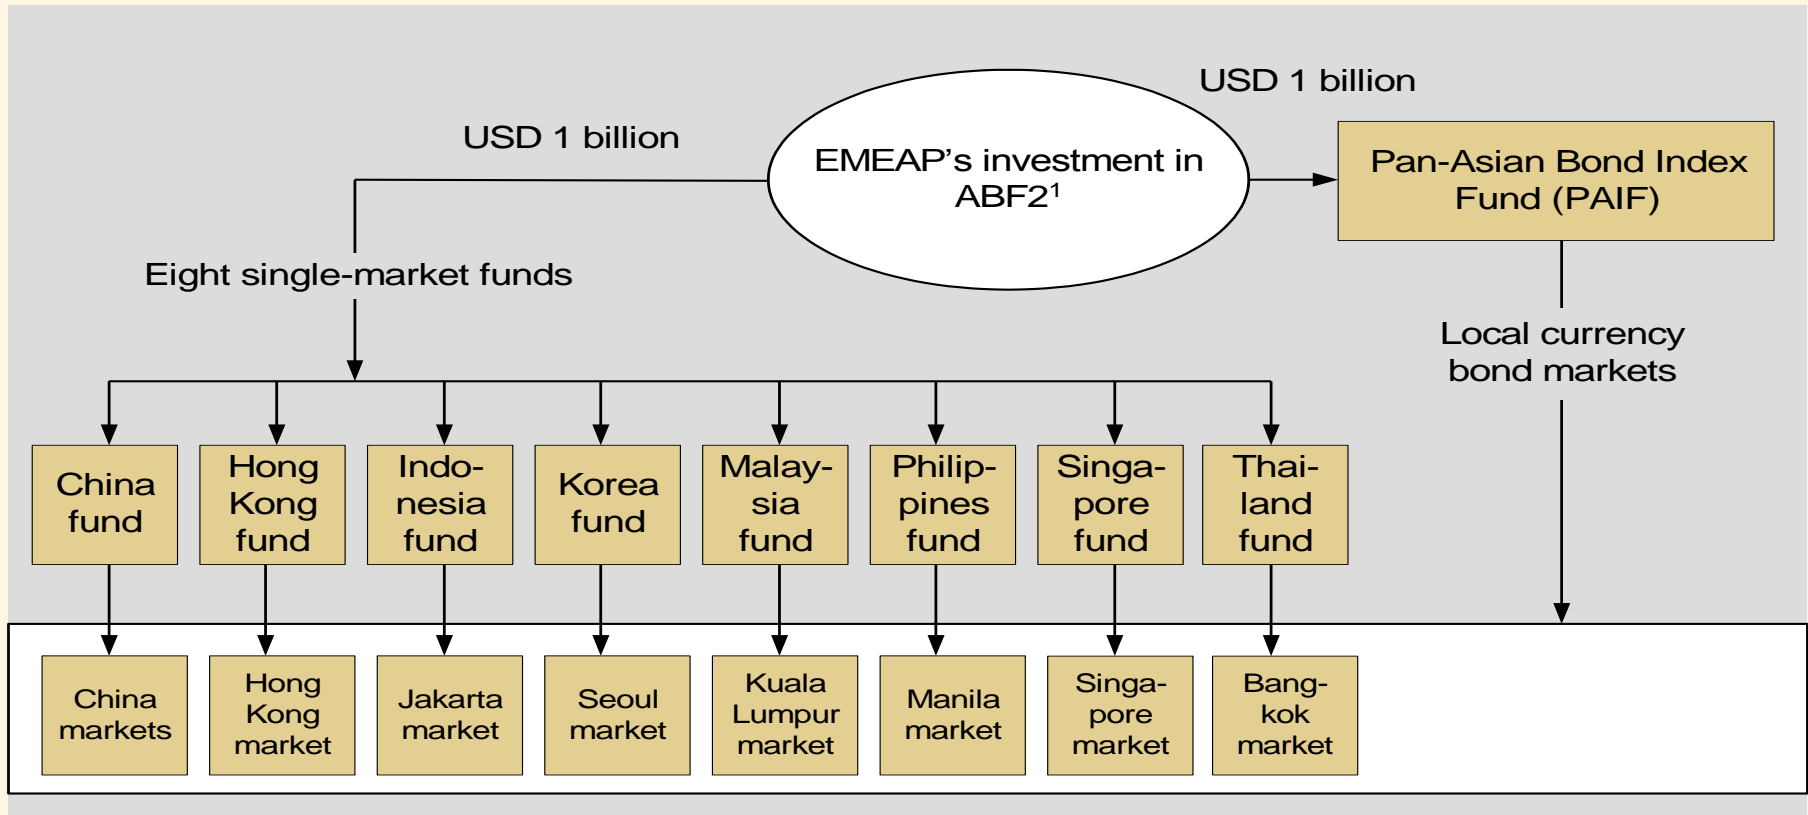 USD 1 billion
USD 1 billion
EMEAP’s investment in
ABF2¹
Pan-Asian Bond Index
Fund (PAIF)
Eight single-market funds
Local currency
bond markets
China
fund
Hong
Kong
fund
Indo-
nesia
fund
Korea
fund
Malay-
sia
fund
Philip-
pines
fund
Singa-
pore
fund
Thai-
land
fund
China
markets
Hong
Kong
market
Jakarta
market
Seoul
market
Kuala
Lumpur
market
Manila
market
Singa-
pore
market
Bang-
kok
market